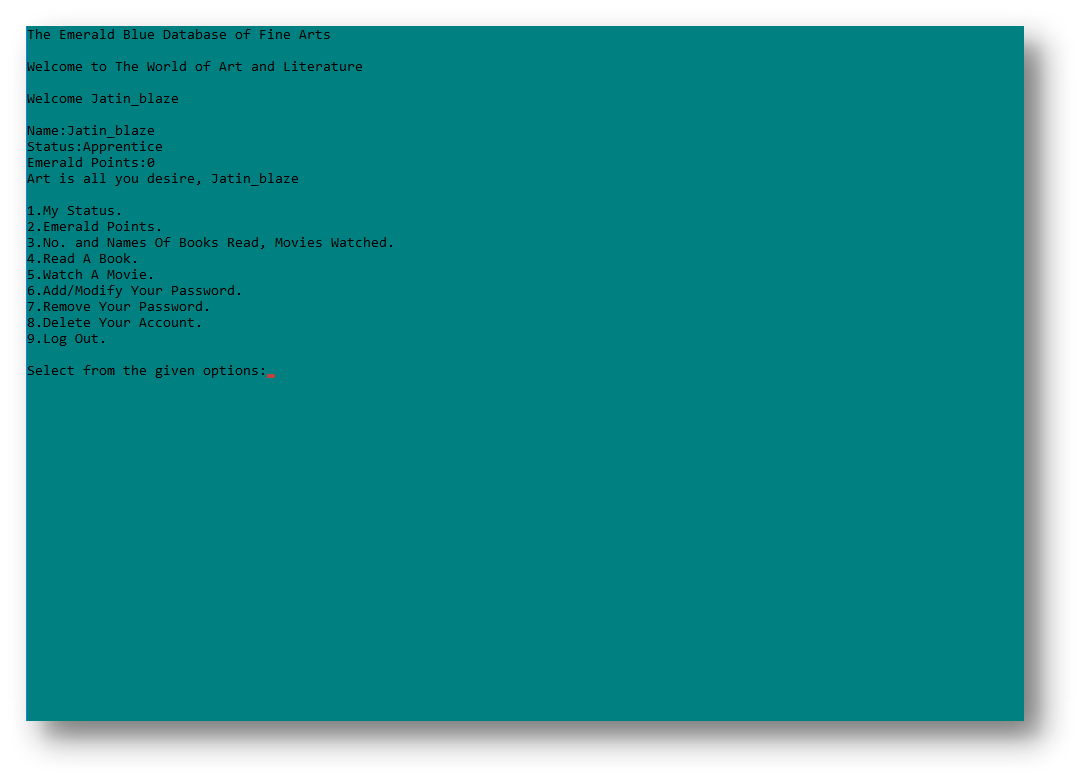 The Emerald Blue Database of Fine Arts
Welcome to The World of Art and Literature
Welcome Jatin_blaze
Name:Jatin_blaze
Status:Apprentice
Emerald Points:0
Art is all you desire, Jatin_blaze
1.My Status.
2.Emerald Points.
3.No. and Names Of Books Read, Movies Watched.
4.Read A Book.
5.Watch A Movie.
6.Add/Modify Your Password.
7.Remove Your Password.
8.Delete Your Account.
9.Log Out.
Select from the given options: